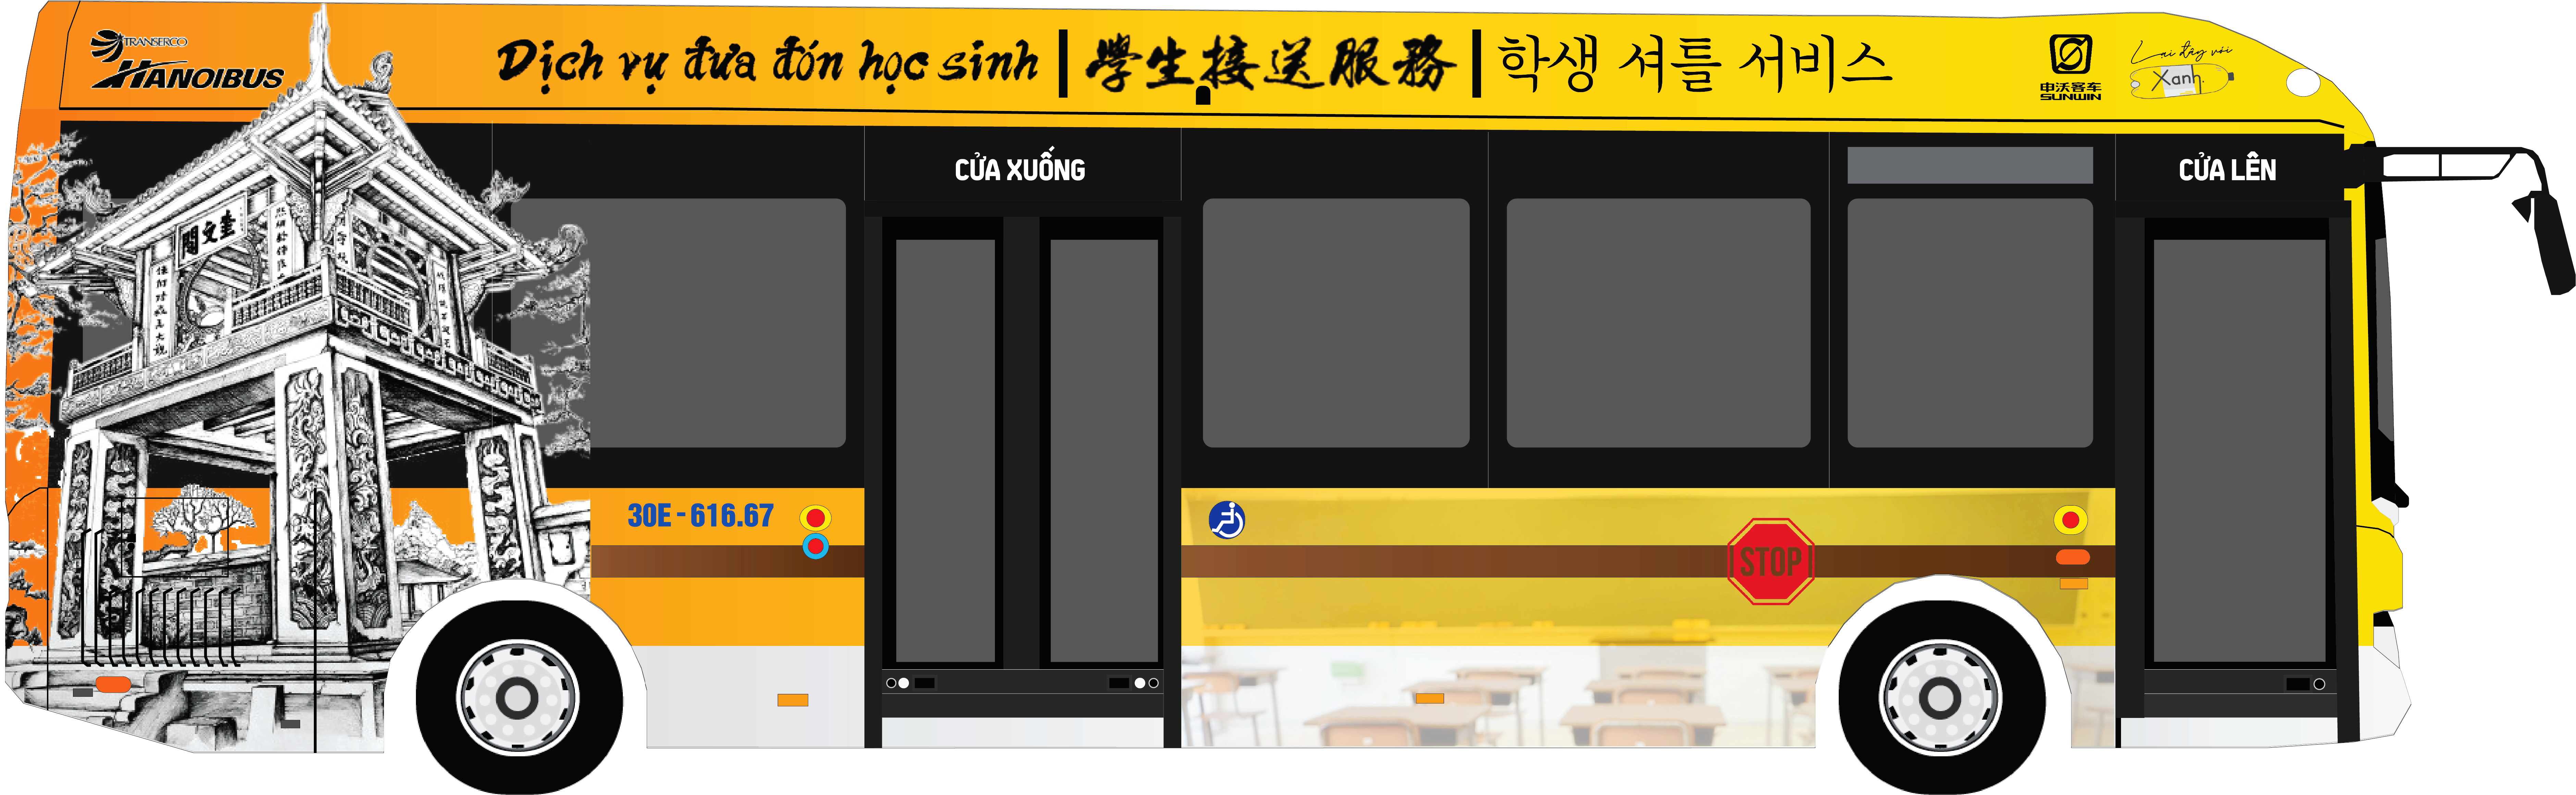 TRANSERCO
HANOIBUS
Dịch vụ đưa đón học sinh | 學生接送服務 | 학생 셔틀 서비스
申沃客车
SUNWIN
Lai đây với
Xanh.
CỬA XUỐNG
CỬA LÊN
奎文閣
30E - 616.67
STOP